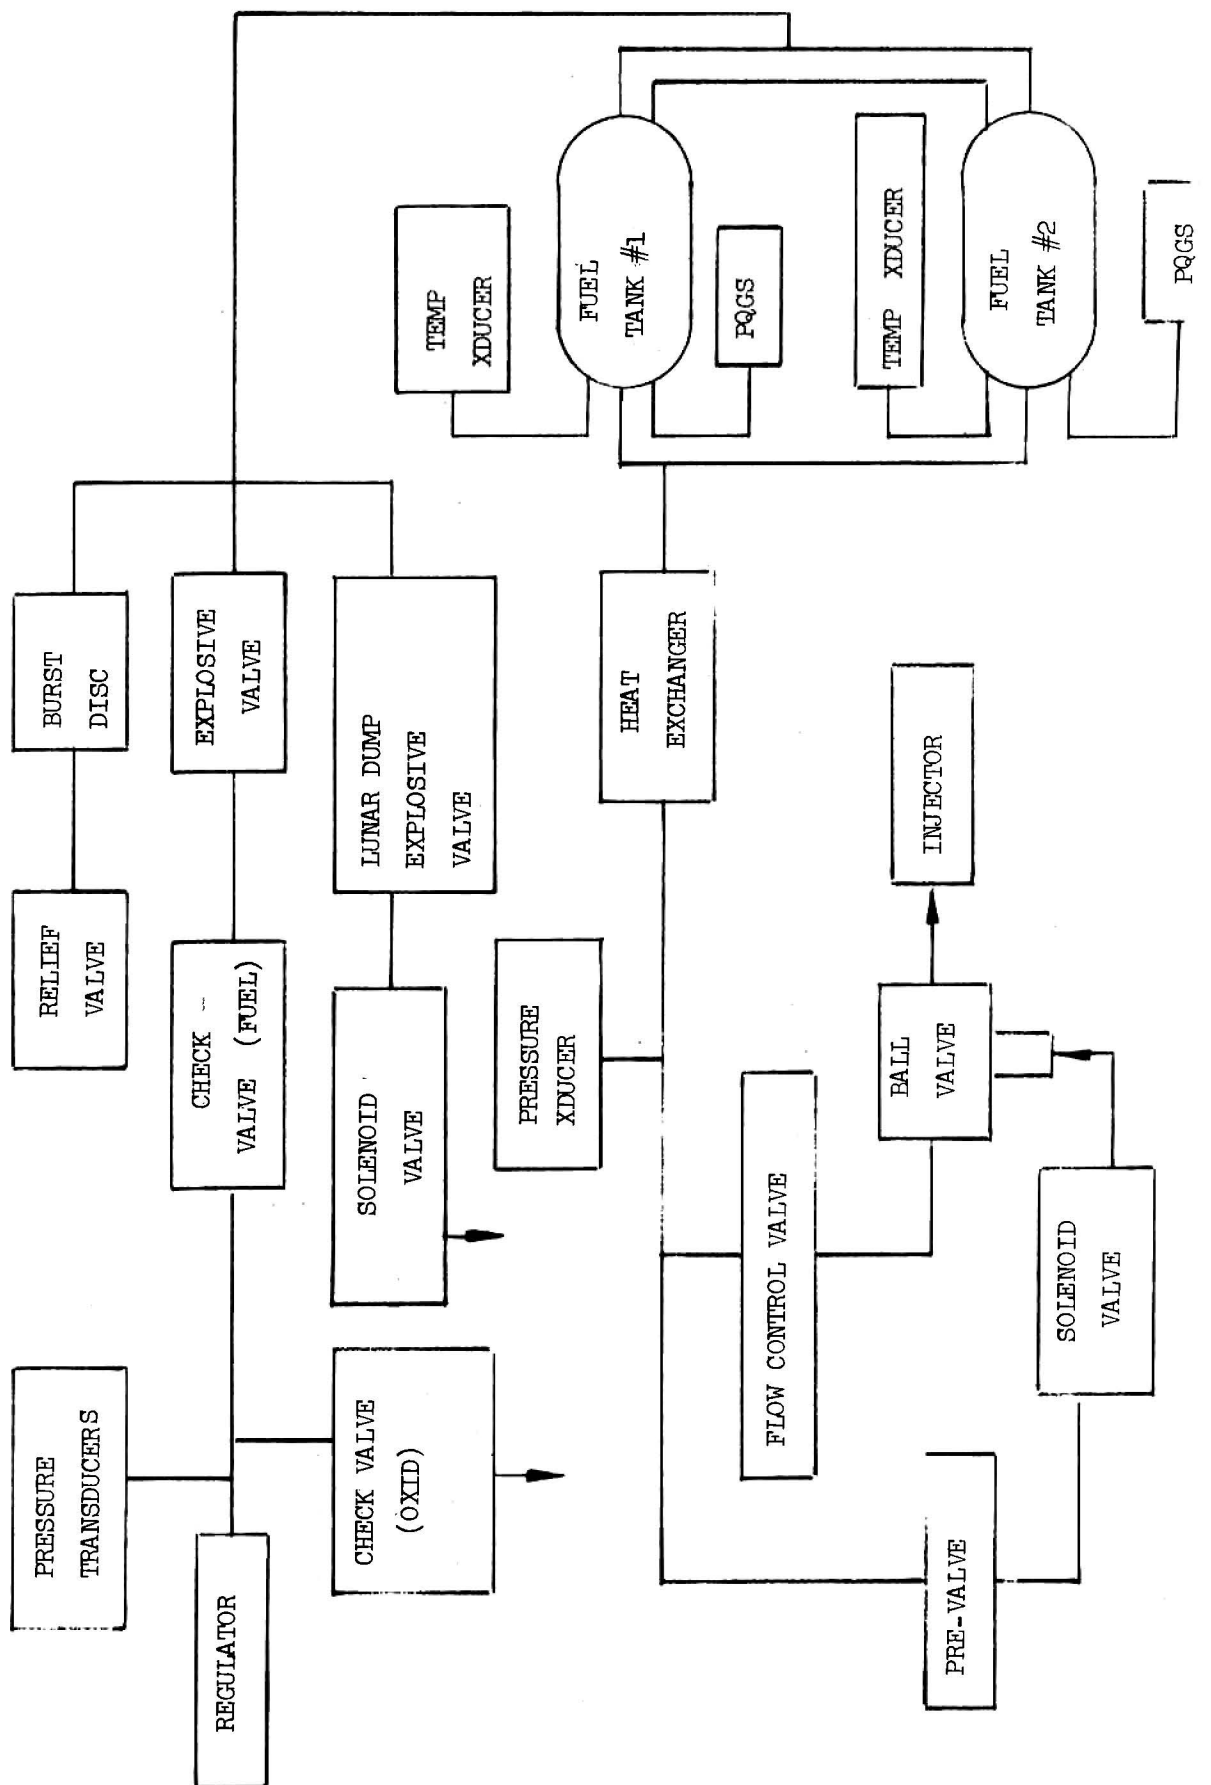 PRESSURE
TRANSDUCERS
RELIEF
VALVE
BURST
DISC
REGULATOR
CHECK
VALVE (FUEL)
EXPLOSIVE
VALVE
CHECK VALVE
(OXID)
SOLENOID
VALVE
LUNAR DUMP
EXPLOSIVE
VALVE
TEMP
XDUCER
PRESSURE
XDUCER
FUEL
TANK #1
HEAT
EXCHANGER
PQGS
FLOW CONTROL VALVE
TEMP XDUCER
BALL
VALVE
INJECTOR
PRE-VALVE
FUEL
TANK #2
SOLENOID
VALVE
PQGS